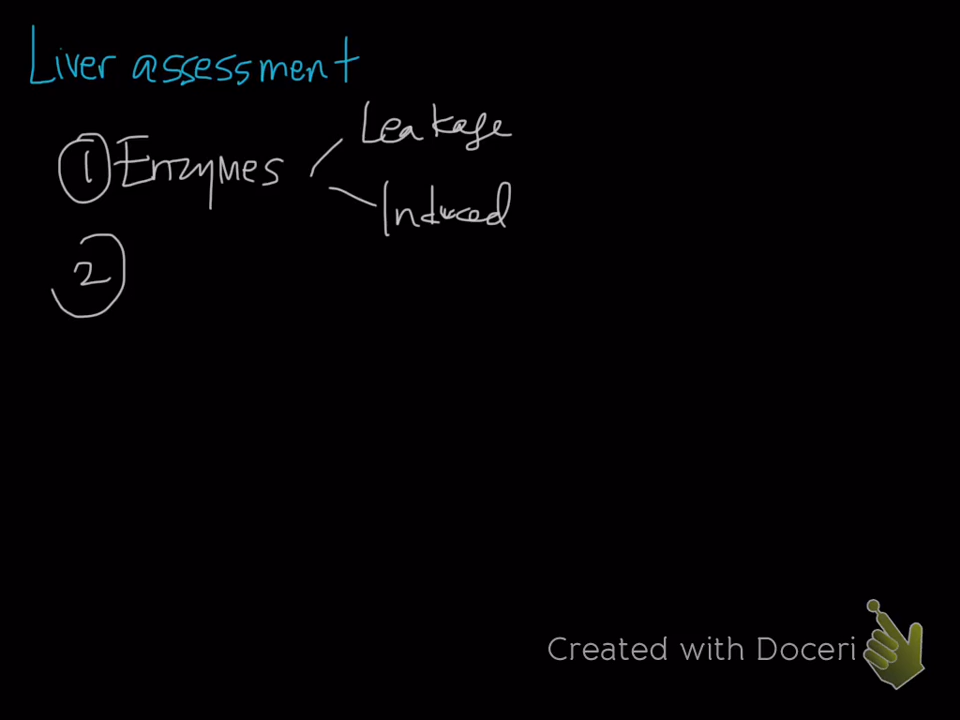 Liver assessment
Leakage
1 Enzymes
Induced
2
Created with Doceri